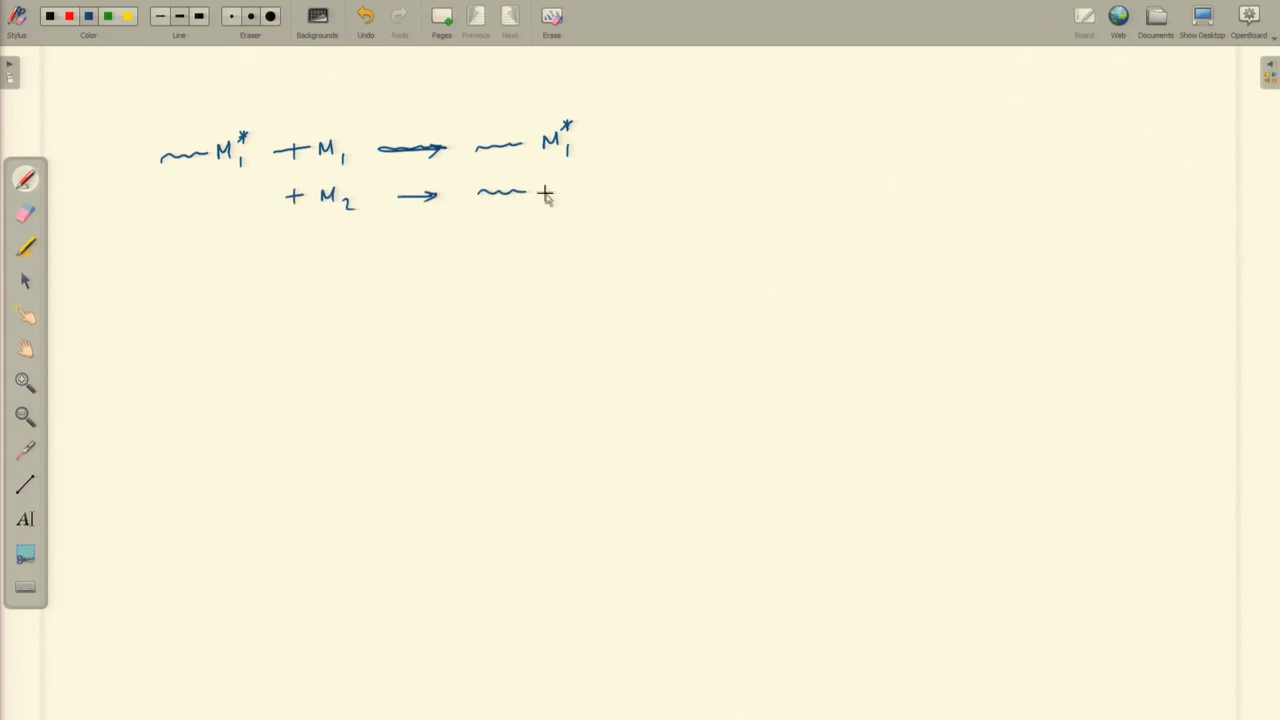 Stylus Color Line Eraser Backgrounds Undo Redo Pages Previous Next Erase Board Web Documents Show Desktop OpenBoard
~~~M₁* + M₁ → ~~~ M₁*
+ M₂ → ~~~